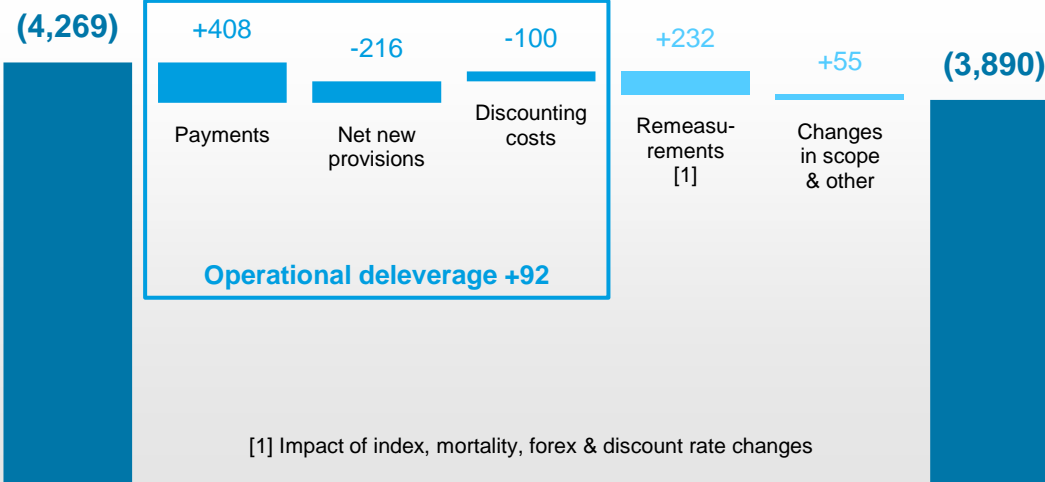 (4,269)
+408
-216
-100
+232
+55
(3,890)
Payments
Net new
provisions
Discounting
costs
Remeasu-
rements
[1]
Changes
in scope
& other
Operational deleverage +92
[1] Impact of index, mortality, forex & discount rate changes